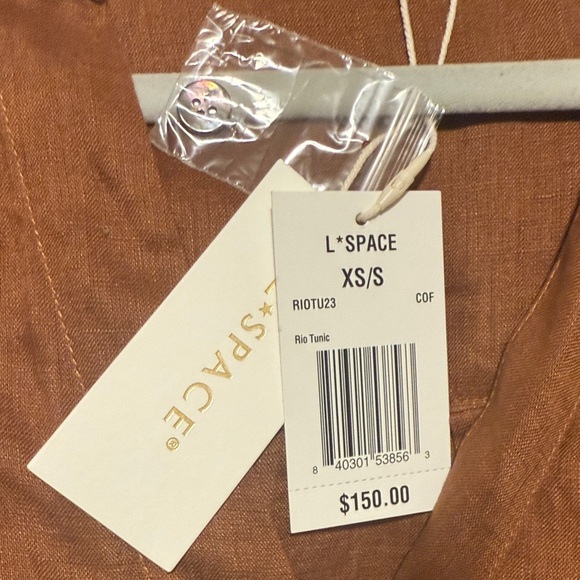 L*SPACE
XS/S
RIOTU23 COF
Rio Tunic
8 40301 53856 3
$150.00
L★SPACE®